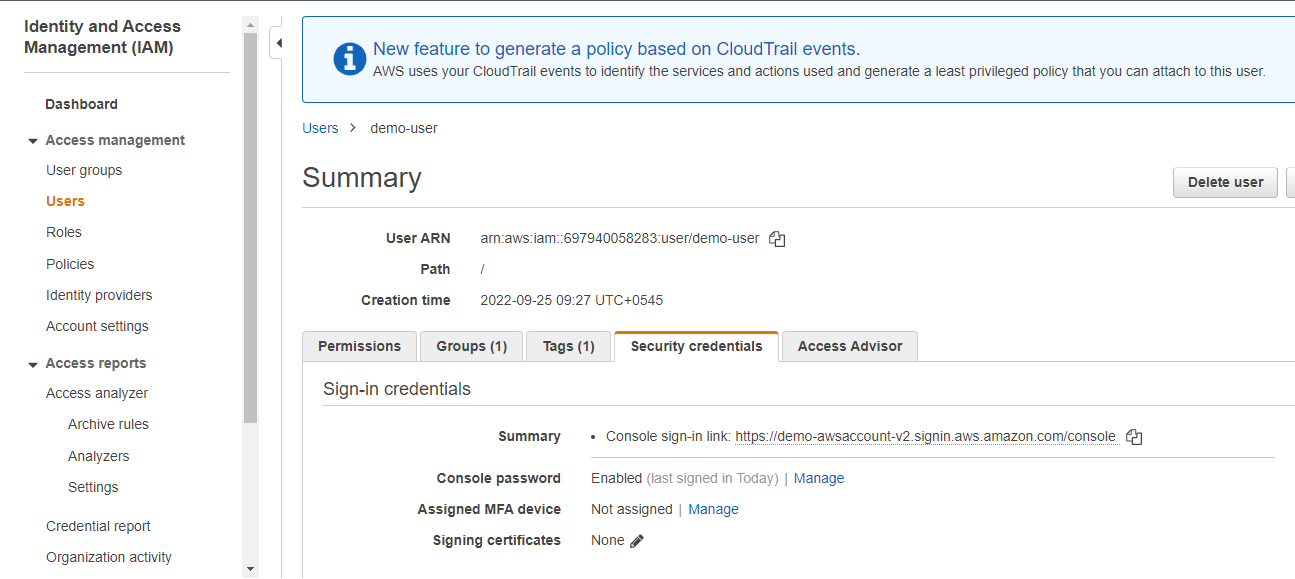 Identity and Access
Management (IAM)
Dashboard
Access management
User groups
Users
Roles
Policies
Identity providers
Account settings
Access reports
Access analyzer
Archive rules
Analyzers
Settings
Credential report
Organization activity
New feature to generate a policy based on CloudTrail events.
AWS uses your CloudTrail events to identify the services and actions used and generate a least privileged policy that you can attach to this user.
Users > demo-user
Summary
Delete user
User ARN arn:aws:iam::697940058283:user/demo-user
Path /
Creation time 2022-09-25 09:27 UTC+0545
Permissions Groups (1) Tags (1) Security credentials Access Advisor
Sign-in credentials
Summary • Console sign-in link: https://demo-awsaccount-v2.signin.aws.amazon.com/console
Console password Enabled (last signed in Today) | Manage
Assigned MFA device Not assigned | Manage
Signing certificates None